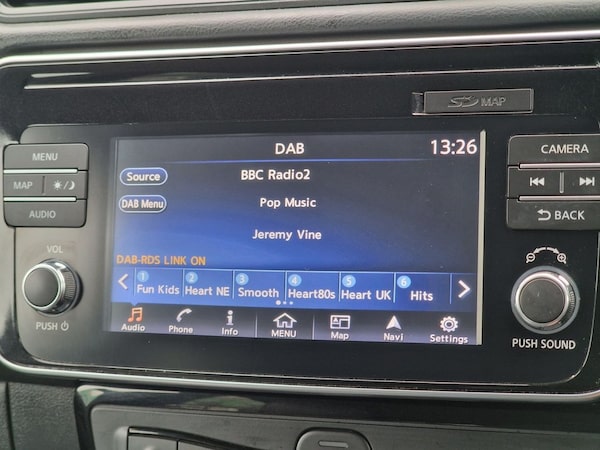 SD MAP
MENU
MAP
AUDIO
VOL
PUSH
DAB
13:26
Source
BBC Radio2
DAB Menu
Pop Music
Jeremy Vine
DAB-RDS LINK ON
1 2 3 4 5 6
Fun Kids Heart NE Smooth Heart80s Heart UK Hits
Audio Phone Info MENU Map Navi Settings
CAMERA
BACK
PUSH SOUND